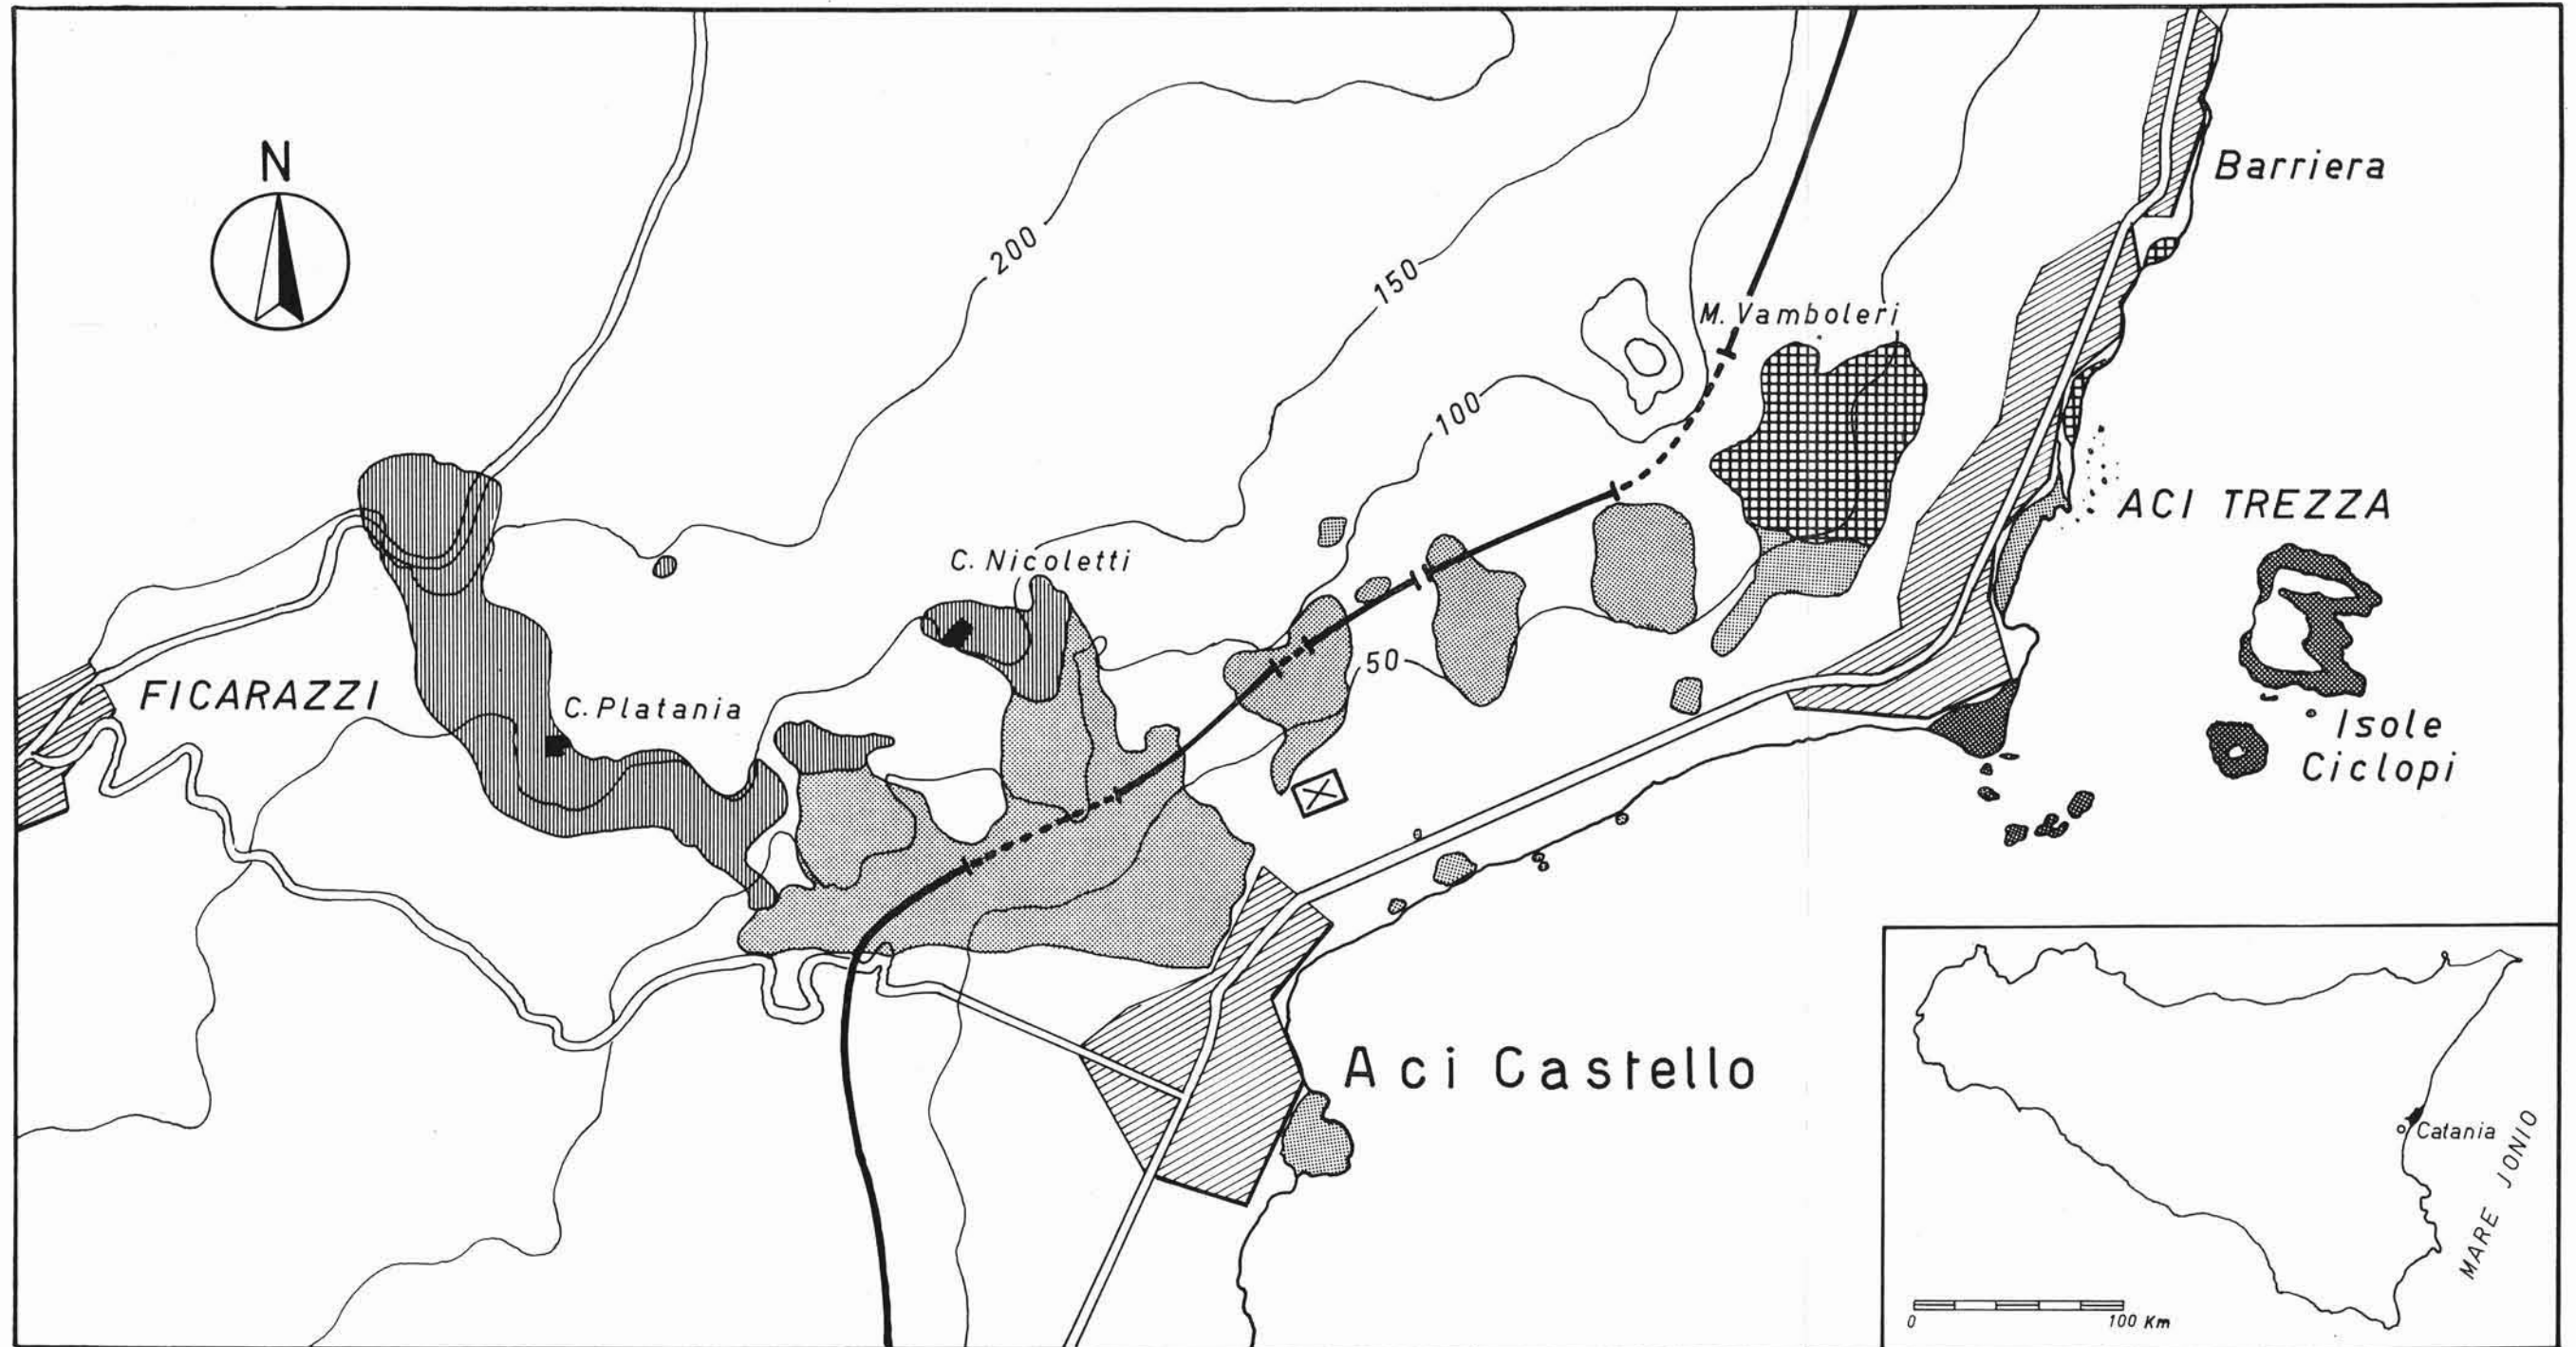 N
Barriera
200
150
M. Vamboleri
100
ACI TREZZA
C. Nicoletti
50
FICARAZZI
C. Platania
Isole
Ciclopi
Aci Castello
Catania
MARE JONIO
0 100 Km